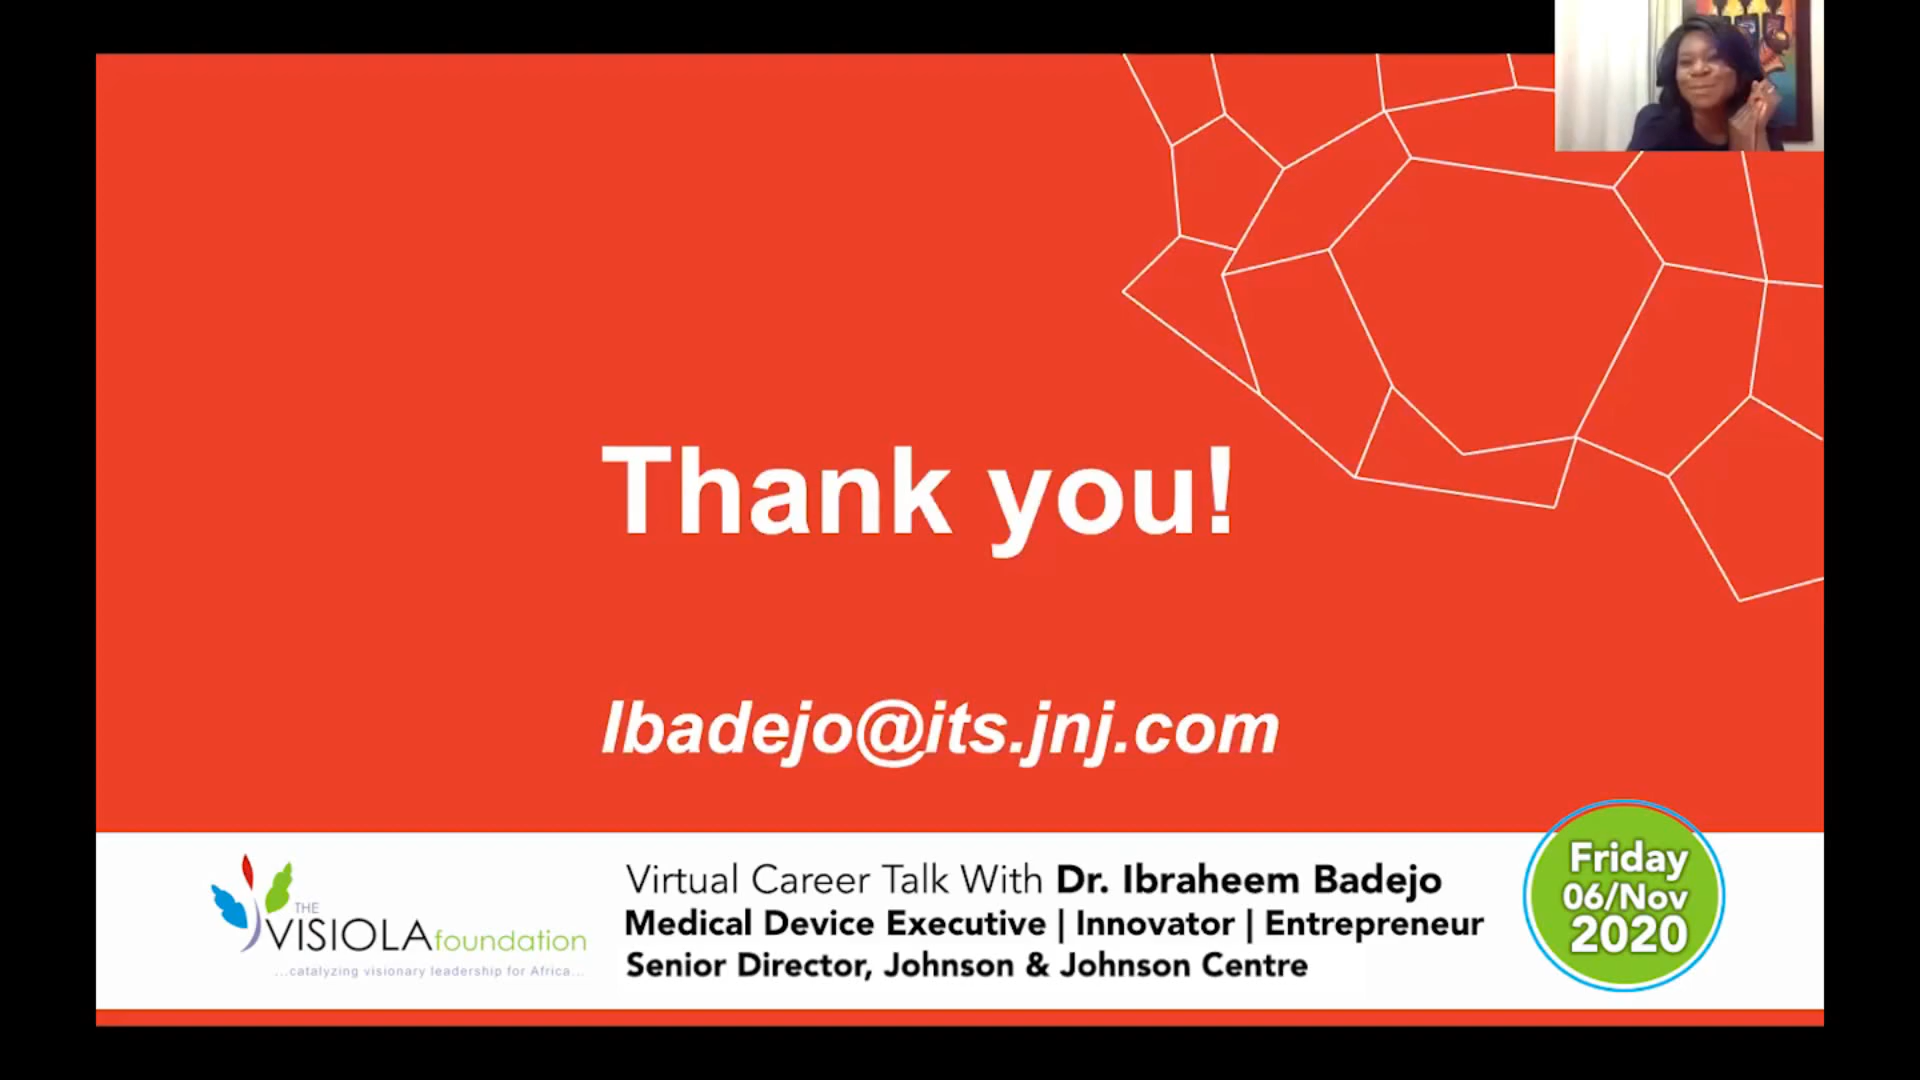 Thank you!
Ibadejo@its.jnj.com
THE
VISIOLAfoundation
...catalyzing visionary leadership for Africa...
Virtual Career Talk With Dr. Ibraheem Badejo
Medical Device Executive | Innovator | Entrepreneur
Senior Director, Johnson & Johnson Centre
Friday
06/Nov
2020